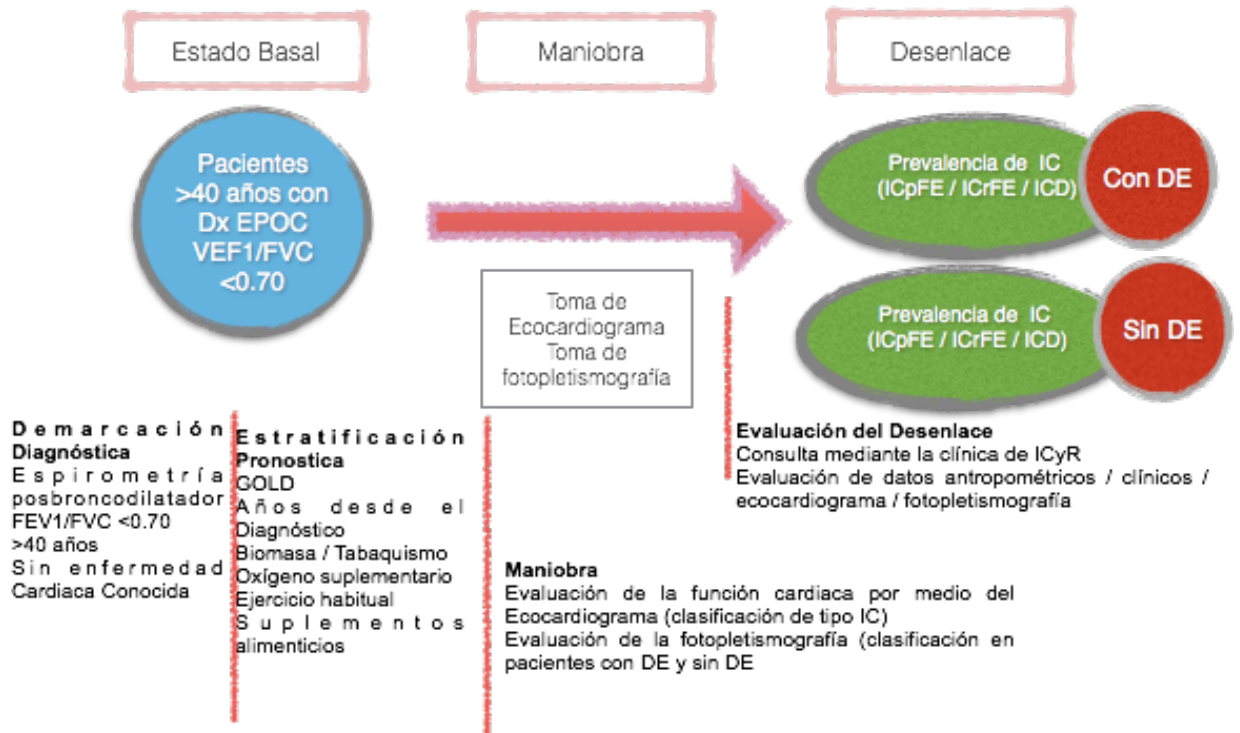 Estado Basal
Maniobra
Desenlace
Pacientes
>40 años con
Dx EPOC
VEF1/FVC
<0.70
Toma de
Ecocardiograma
Toma de
fotopletismografía
Prevalencia de IC
(ICpFE / ICrFE / ICD)
Con DE
Prevalencia de IC
(ICpFE / ICrFE / ICD)
Sin DE
Demarcación
Diagnóstica
Espirometría
posbroncodilatador
FEV1/FVC <0.70
>40 años
Sin enfermedad
Cardiaca Conocida
Estratificación
Pronostica
GOLD
Años desde el
Diagnóstico
Biomasa / Tabaquismo
Oxígeno suplementario
Ejercicio habitual
Suplementos
alimenticios
Maniobra
Evaluación de la función cardiaca por medio del
Ecocardiograma (clasificación de tipo IC)
Evaluación de la fotopletismografía (clasificación en
pacientes con DE y sin DE
Evaluación del Desenlace
Consulta mediante la clínica de ICyR
Evaluación de datos antropométricos / clínicos /
ecocardiograma / fotopletismografía